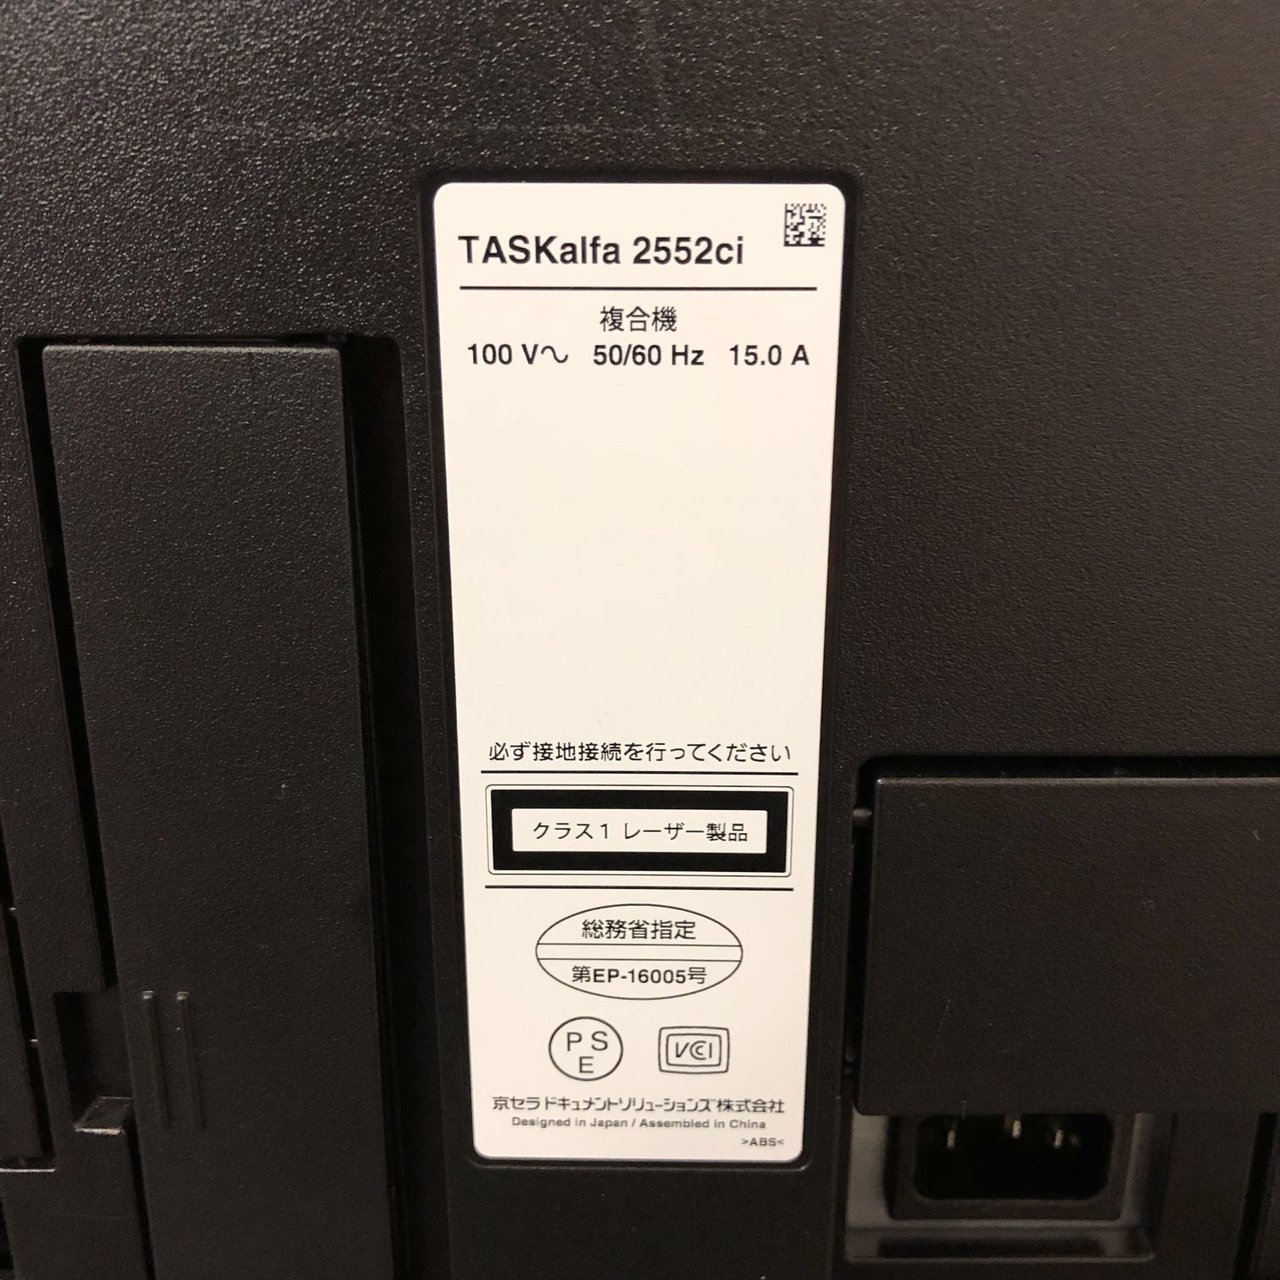 TASKalfa 2552ci
複合機
100 V～ 50/60 Hz 15.0 A
必ず接地接続を行ってください
クラス1 レーザー製品
総務省指定
第EP-16005号
PS
E
VCCI
京セラドキュメントソリューションズ株式会社
Designed in Japan / Assembled in China
>ABS<